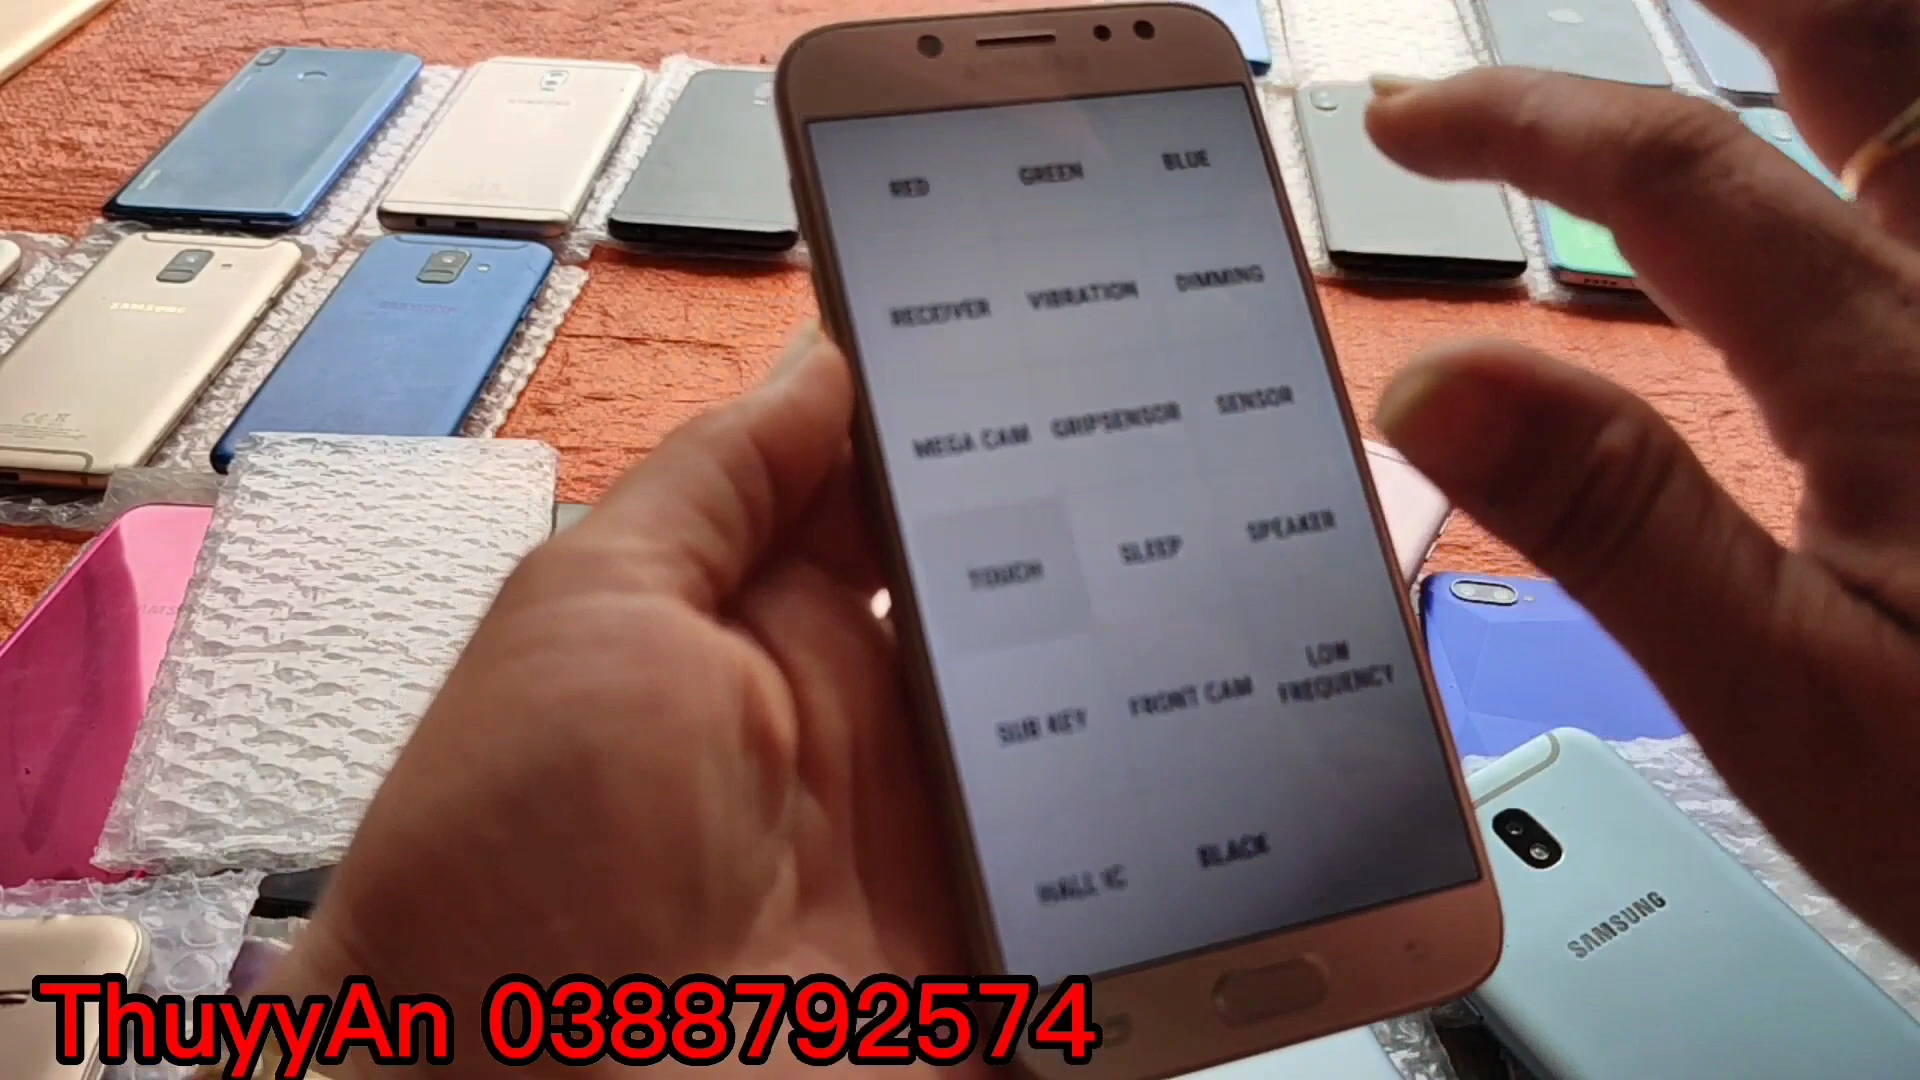 RED GREEN BLUE
RECEIVER VIBRATION DIMMING
MEGA CAM GRIPSENSOR SENSOR
TOUCH SLEEP SPEAKER
SUB KEY FRONT CAM LOW FREQUENCY
HALL IC BLACK
SAMSUNG
SAMSUNG
ThuyyAn 0388792574